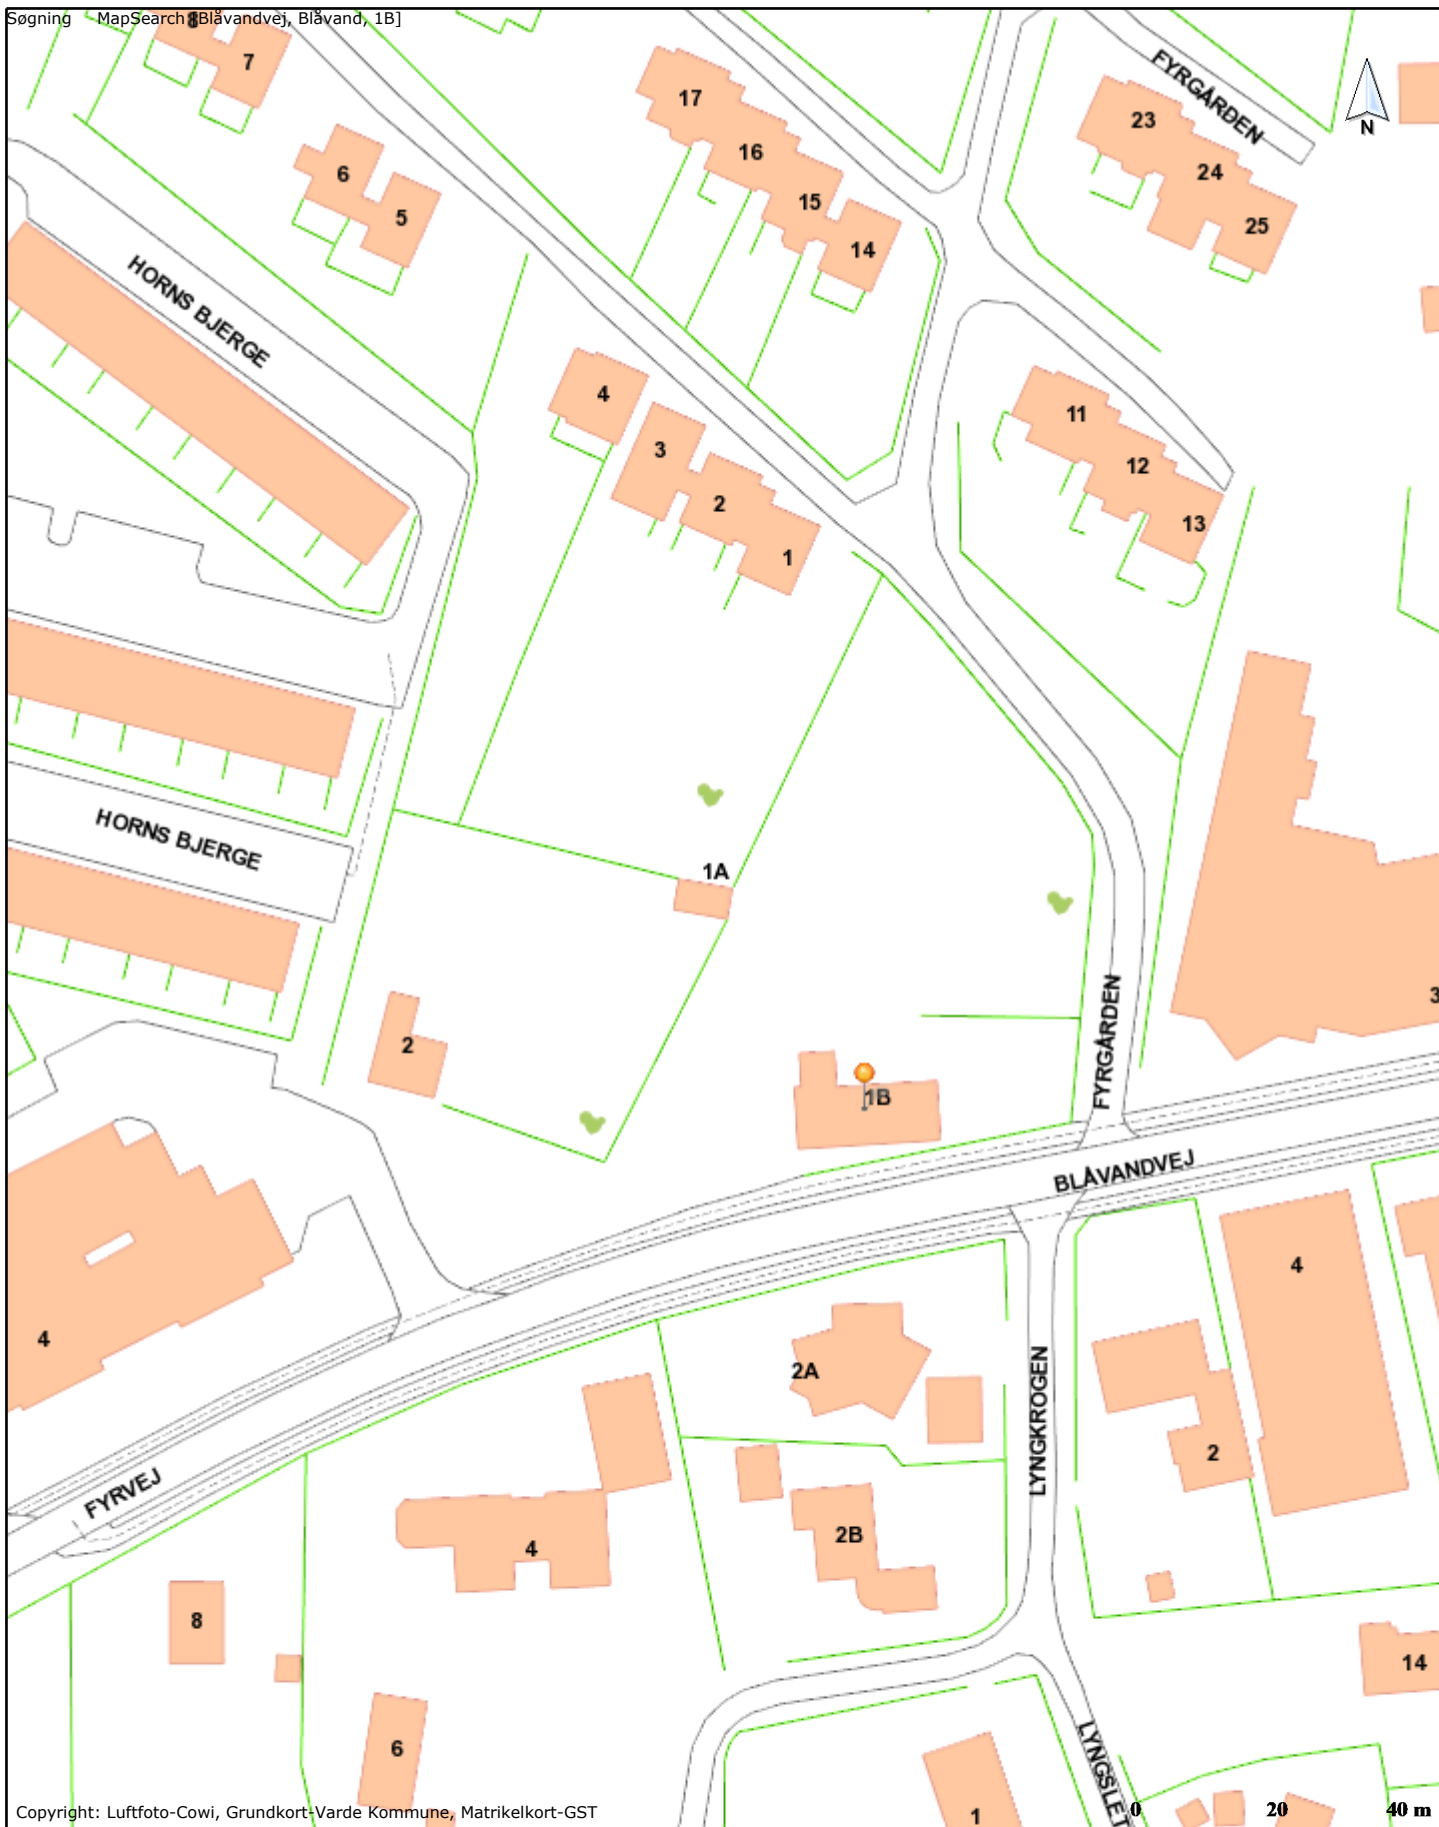 Søgning MapSearch [Blåvandvej, Blåvand, 1B]
8
7
FYRGÅRDEN
N
17
23
16
24
6
15
5
25
14
HORNS BJERGE
4
11
3
12
2
13
1
HORNS BJERGE
1A
3
2
FYRGÅRDEN
1B
BLÅVANDVEJ
4
4
2A
LYNGKROGEN
2
FYRVEJ
2B
4
8
14
6
LYNGSLET
1
Copyright: Luftfoto-Cowi, Grundkort-Varde Kommune, Matrikelkort-GST
0 20 40 m